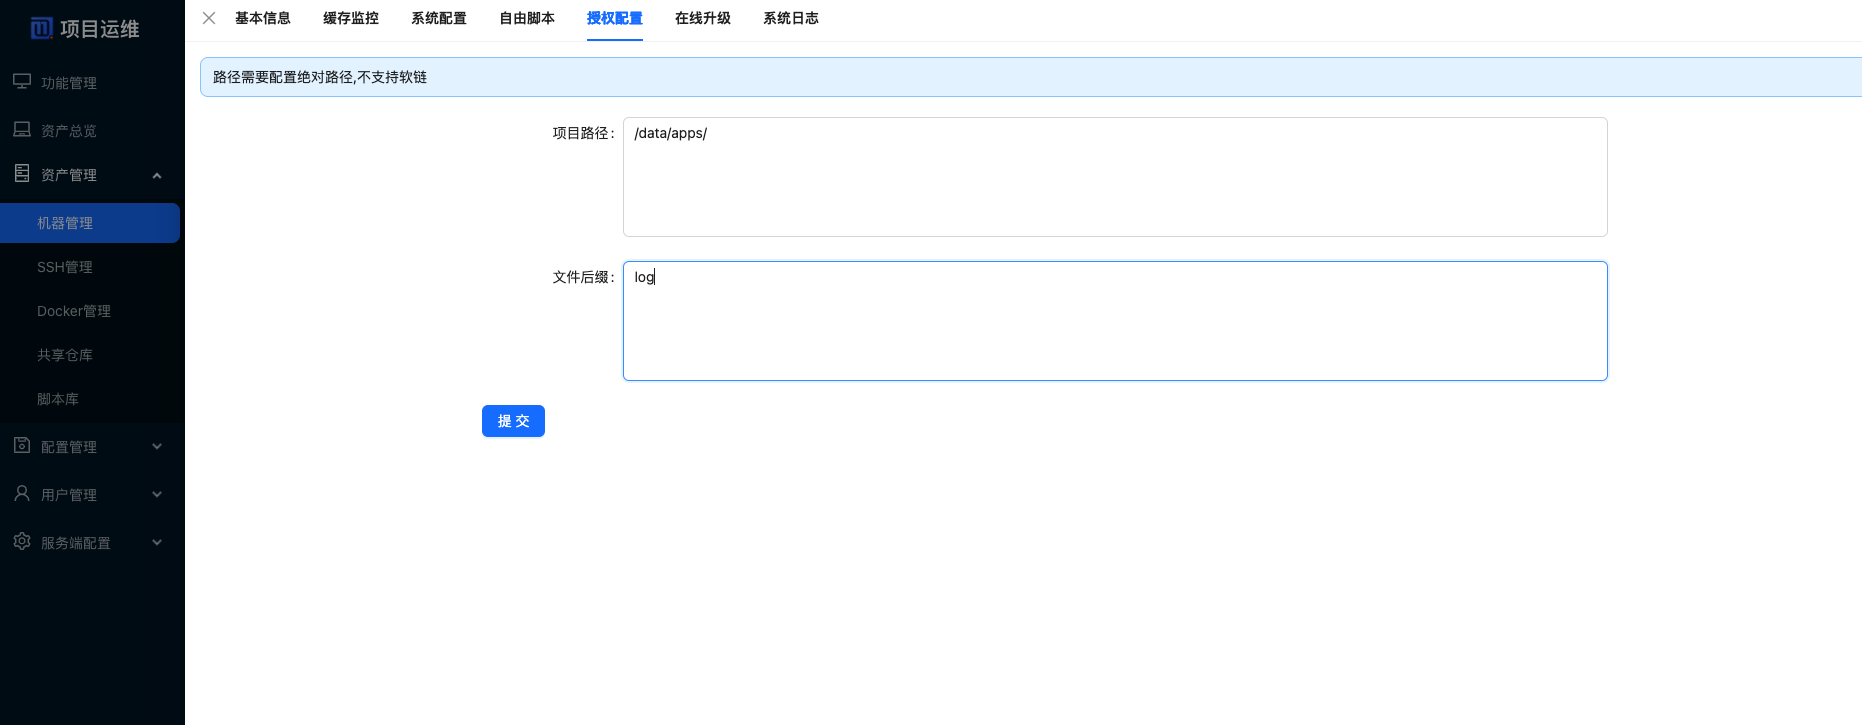 项目运维
功能管理
资产总览
资产管理
机器管理
SSH管理
Docker管理
共享仓库
脚本库
配置管理
用户管理
服务端配置
基本信息 缓存监控 系统配置 自由脚本 授权配置 在线升级 系统日志
路径需要配置绝对路径,不支持软链
项目路径: /data/apps/
文件后缀: log
提 交